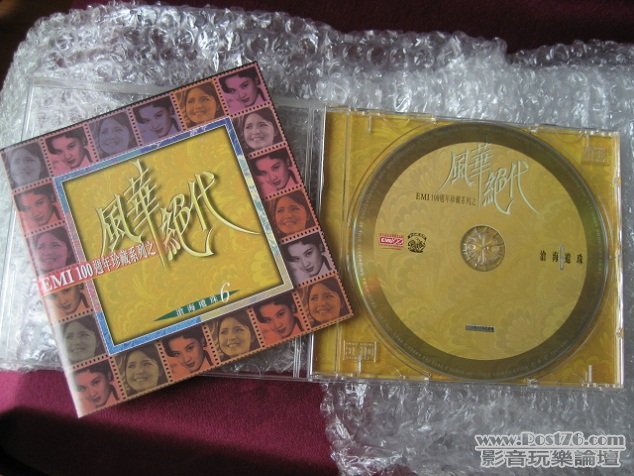 風華絕代
EMI 100週年珍藏系列之
滄海遺珠 6
風華絕代
EMI 100週年珍藏系列之
EMI
滄海遺珠
www.Post76.com
影音玩樂論壇